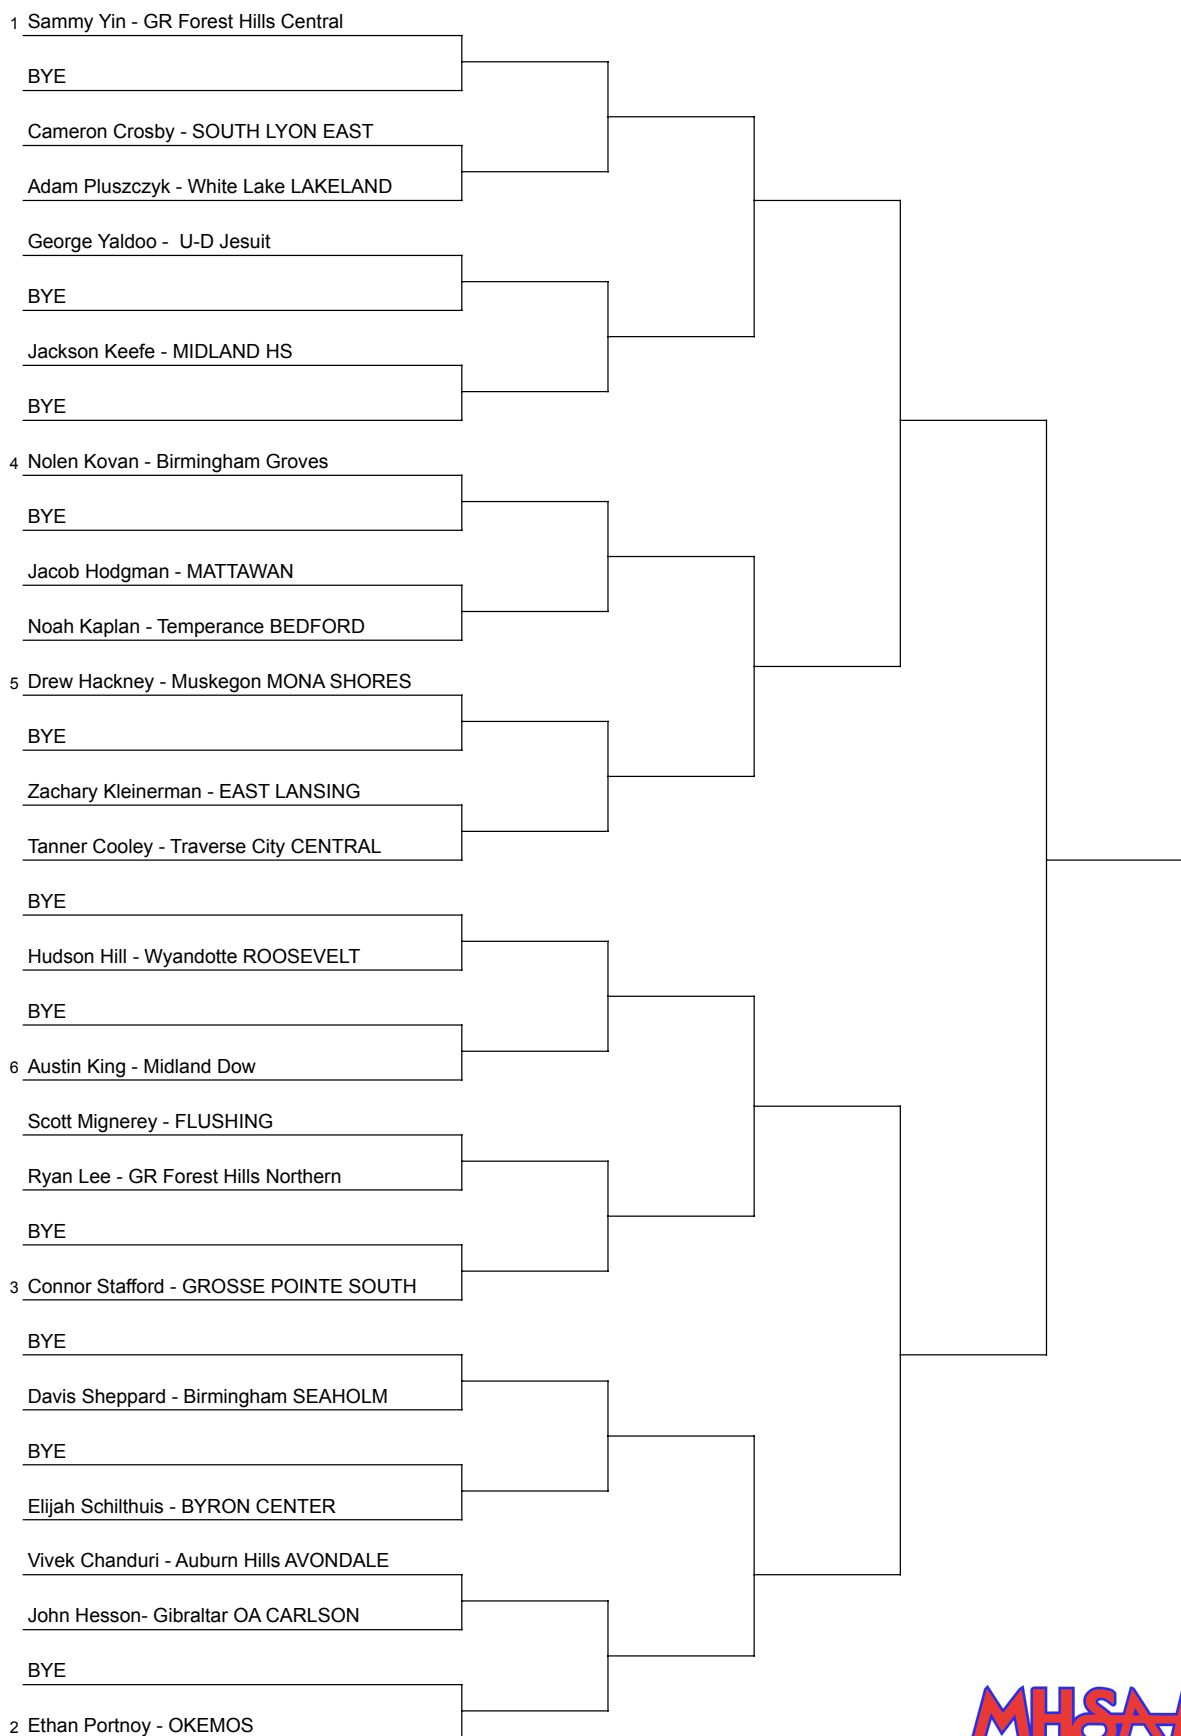 1 Sammy Yin - GR Forest Hills Central
BYE
Cameron Crosby - SOUTH LYON EAST
Adam Pluszczyk - White Lake LAKELAND
George Yaldoo -  U-D Jesuit
BYE
Jackson Keefe - MIDLAND HS
BYE
4 Nolen Kovan - Birmingham Groves
BYE
Jacob Hodgman - MATTAWAN
Noah Kaplan - Temperance BEDFORD
5 Drew Hackney - Muskegon MONA SHORES
BYE
Zachary Kleinerman - EAST LANSING
Tanner Cooley - Traverse City CENTRAL
BYE
Hudson Hill - Wyandotte ROOSEVELT
BYE
6 Austin King - Midland Dow
Scott Mignerey - FLUSHING
Ryan Lee - GR Forest Hills Northern
BYE
3 Connor Stafford - GROSSE POINTE SOUTH
BYE
Davis Sheppard - Birmingham SEAHOLM
BYE
Elijah Schilthuis - BYRON CENTER
Vivek Chanduri - Auburn Hills AVONDALE
John Hesson- Gibraltar OA CARLSON
BYE
2 Ethan Portnoy - OKEMOS